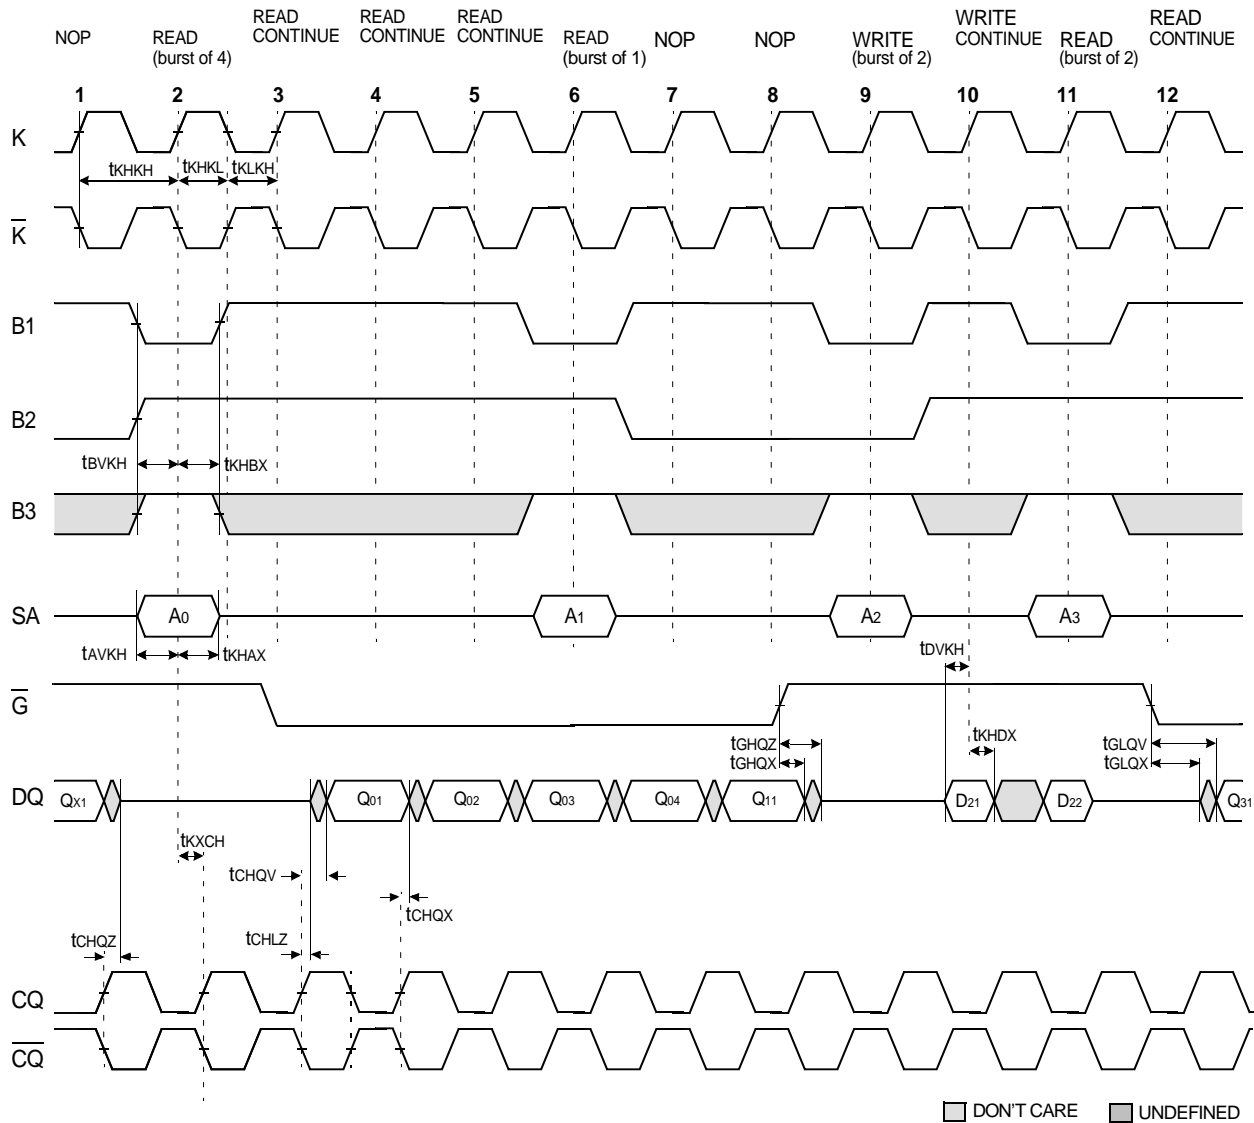 NOP
READ
(burst of 4)
READ
CONTINUE
READ
CONTINUE
READ
CONTINUE
READ
(burst of 1)
NOP
NOP
WRITE
(burst of 2)
WRITE
CONTINUE
READ
(burst of 2)
READ
CONTINUE
1 2 3 4 5 6 7 8 9 10 11 12
K
tKHKH tKHKL tKLKH
K̅
B1
B2
tBVKH tKHBX
B3
SA A0 A1 A2 A3
tAVKH tKHAX tDVKH
G̅
tGHQZ tKHDX tGLQV
tGHQX tGLQX
DQ QX1 Q01 Q02 Q03 Q04 Q11 D21 D22 Q31
tKXCH
tCHQV
tCHQX
tCHQZ tCHLZ
CQ
C̅Q̅
DON'T CARE UNDEFINED